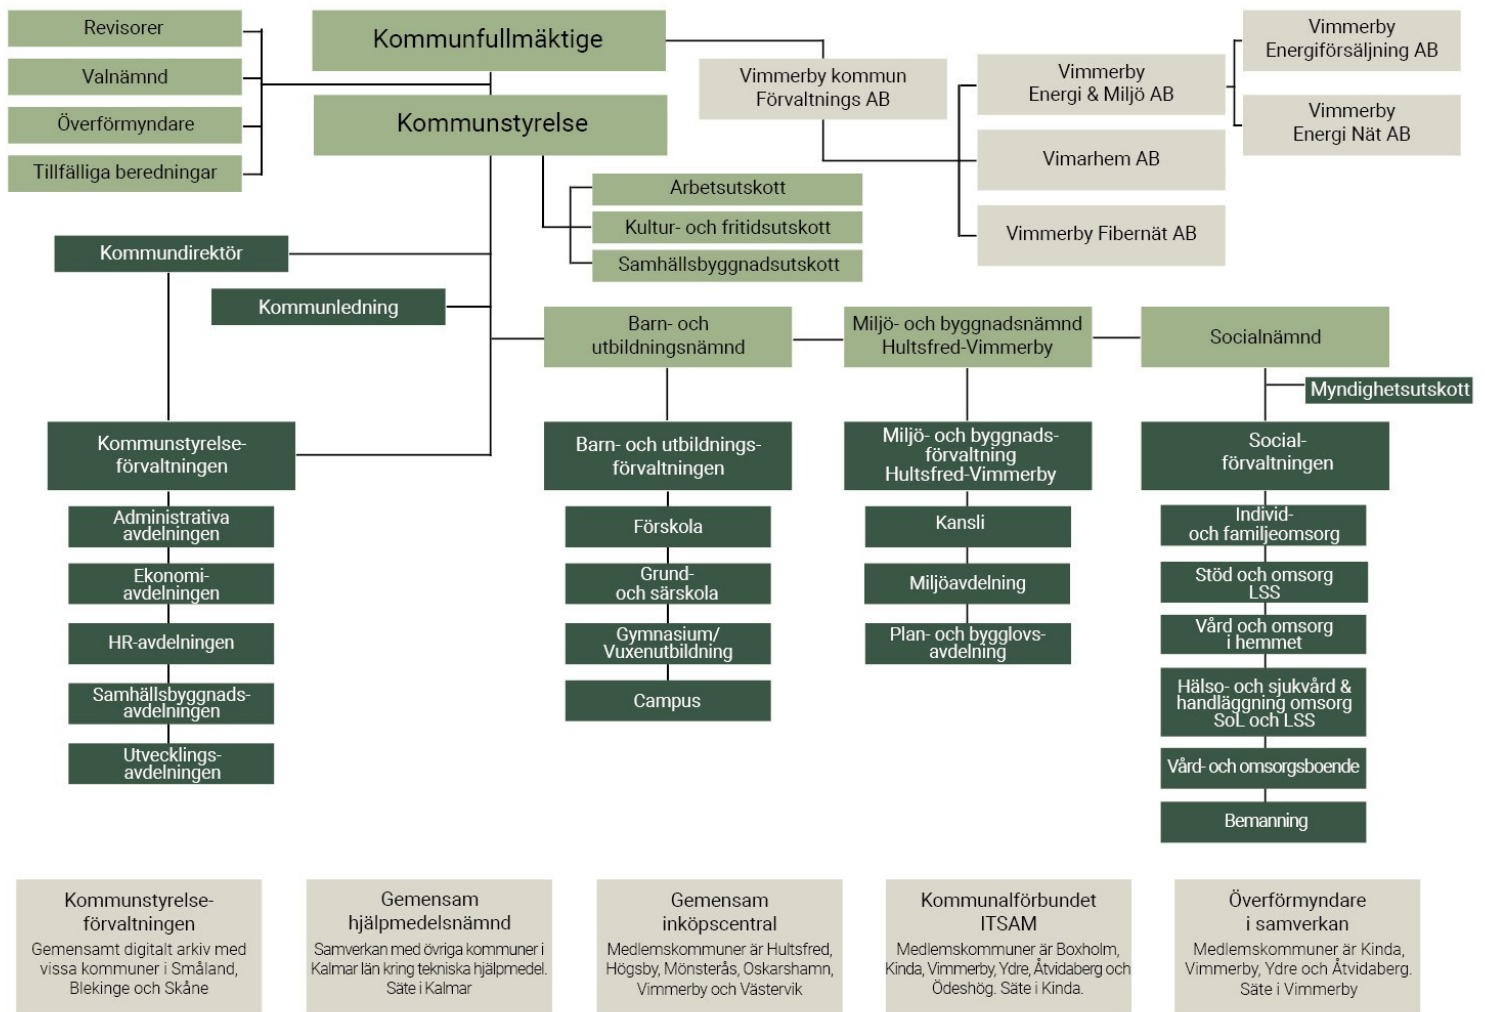 Revisorer
Valnämnd
Överförmyndare
Tillfälliga beredningar
Kommunfullmäktige
Kommunstyrelse
Vimmerby kommun
Förvaltnings AB
Vimmerby
Energi & Miljö AB
Vimarhem AB
Vimmerby Fibernät AB
Vimmerby
Energiförsäljning AB
Vimmerby
Energi Nät AB
Arbetsutskott
Kultur- och fritidsutskott
Samhällsbyggnadsutskott
Kommundirektör
Kommunledning
Barn- och
utbildningsnämnd
Miljö- och byggnadsnämnd
Hultsfred-Vimmerby
Socialnämnd
Myndighetsutskott
Kommunstyrelse-
förvaltningen
Administrativa
avdelningen
Ekonomi-
avdelningen
HR-avdelningen
Samhällsbyggnads-
avdelningen
Utvecklings-
avdelningen
Barn- och utbildnings-
förvaltningen
Förskola
Grund-
och särskola
Gymnasium/
Vuxenutbildning
Campus
Miljö- och byggnads-
förvaltning
Hultsfred-Vimmerby
Kansli
Miljöavdelning
Plan- och bygglovs-
avdelning
Social-
förvaltningen
Individ-
och familjeomsorg
Stöd och omsorg
LSS
Vård och omsorg
i hemmet
Hälso- och sjukvård &
handläggning omsorg
SoL och LSS
Vård- och omsorgsboende
Bemanning
Kommunstyrelse-
förvaltningen
Gemensamt digitalt arkiv med
vissa kommuner i Småland,
Blekinge och Skåne
Gemensam
hjälpmedelsnämnd
Samverkan med övriga kommuner i
Kalmar län kring tekniska hjälpmedel.
Säte i Kalmar
Gemensam
inköpscentral
Medlemskommuner är Hultsfred,
Högsby, Mönsterås, Oskarshamn,
Vimmerby och Västervik
Kommunalförbundet
ITSAM
Medlemskommuner är Boxholm,
Kinda, Vimmerby, Ydre, Åtvidaberg och
Ödeshög. Säte i Kinda.
Överförmyndare
i samverkan
Medlemskommuner är Kinda,
Vimmerby, Ydre och Åtvidaberg.
Säte i Vimmerby